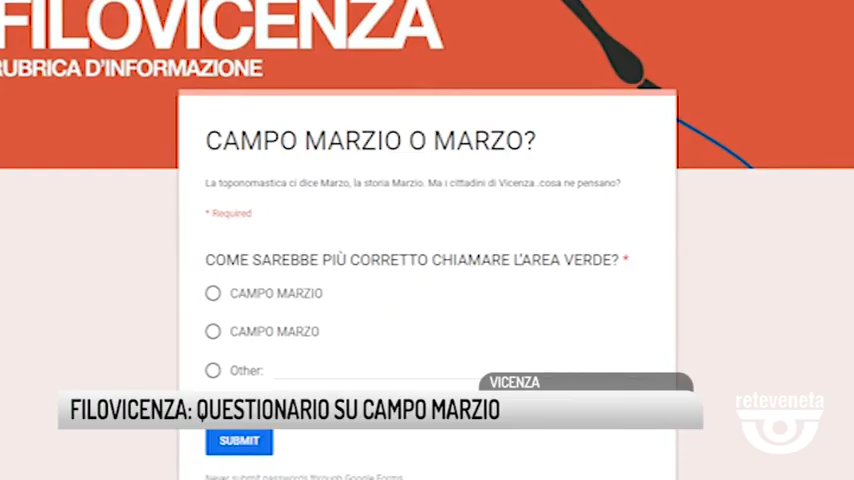 FILOVICENZA
RUBRICA D'INFORMAZIONE
CAMPO MARZIO O MARZO?
La toponomastica ci dice Marzo, la storia Marzio. Ma i cittadini di Vicenza..cosa ne pensano?
* Required
COME SAREBBE PIÙ CORRETTO CHIAMARE L'AREA VERDE? *
CAMPO MARZIO
CAMPO MARZO
Other:
VICENZA
FILOVICENZA: QUESTIONARIO SU CAMPO MARZIO
reteveneta
SUBMIT
Never submit passwords through Google Forms.